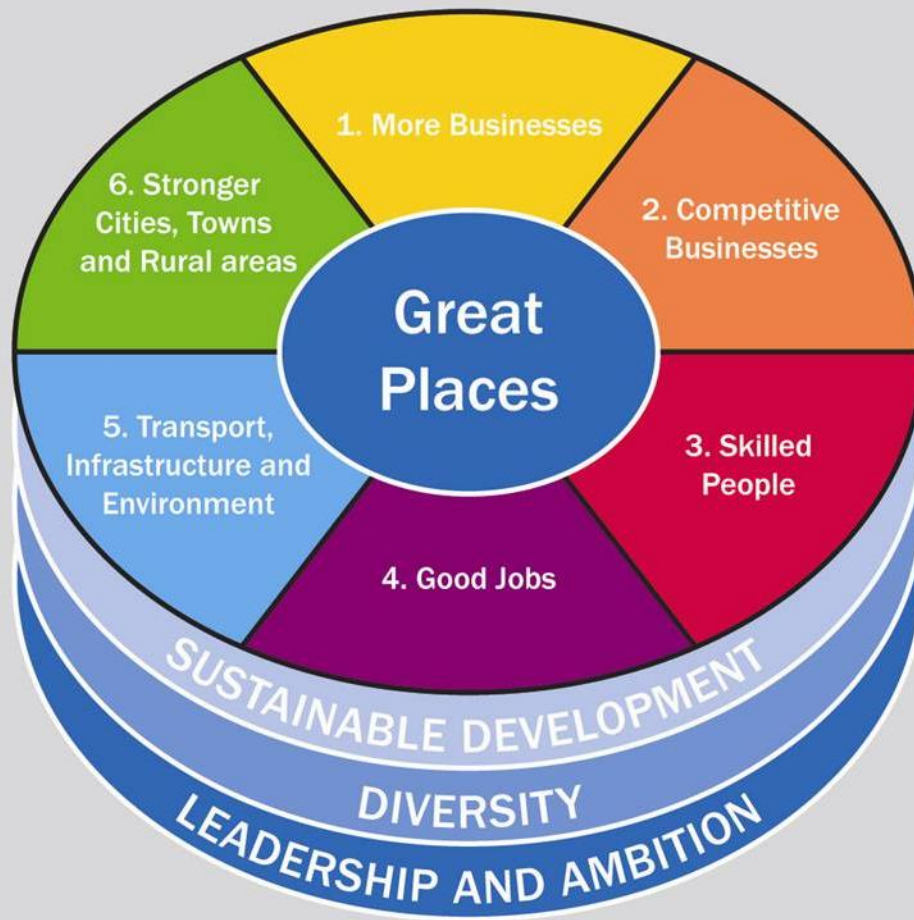 1. More Businesses
2. Competitive
Businesses
3. Skilled
People
4. Good Jobs
5. Transport,
Infrastructure and
Environment
6. Stronger
Cities, Towns
and Rural areas
Great
Places
SUSTAINABLE DEVELOPMENT
DIVERSITY
LEADERSHIP AND AMBITION